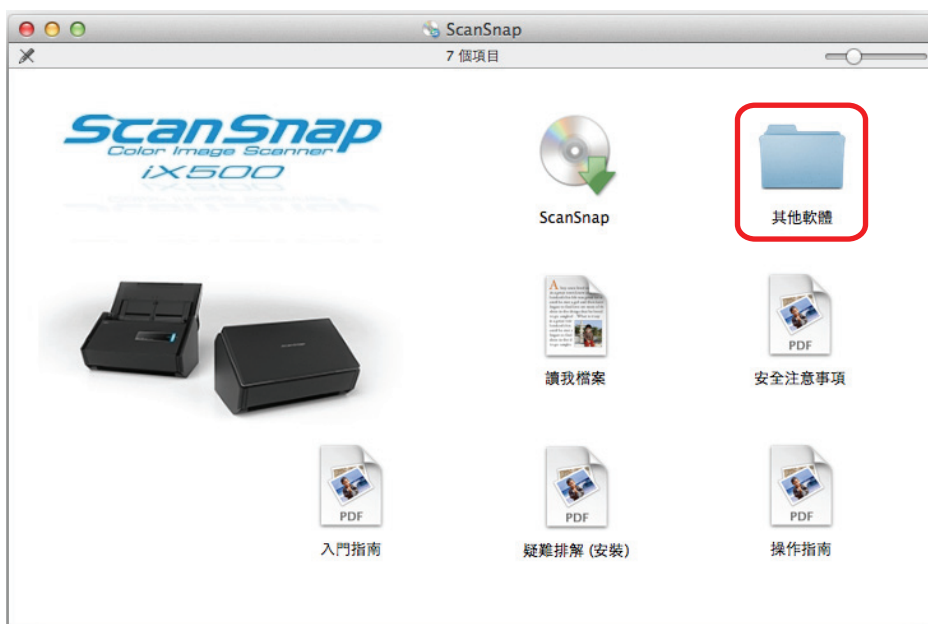 ScanSnap
7 個項目
ScanSnap
Color Image Scanner
iX500
ScanSnap
其他軟體
讀我檔案
PDF
安全注意事項
PDF
入門指南
PDF
疑難排解 (安裝)
PDF
操作指南